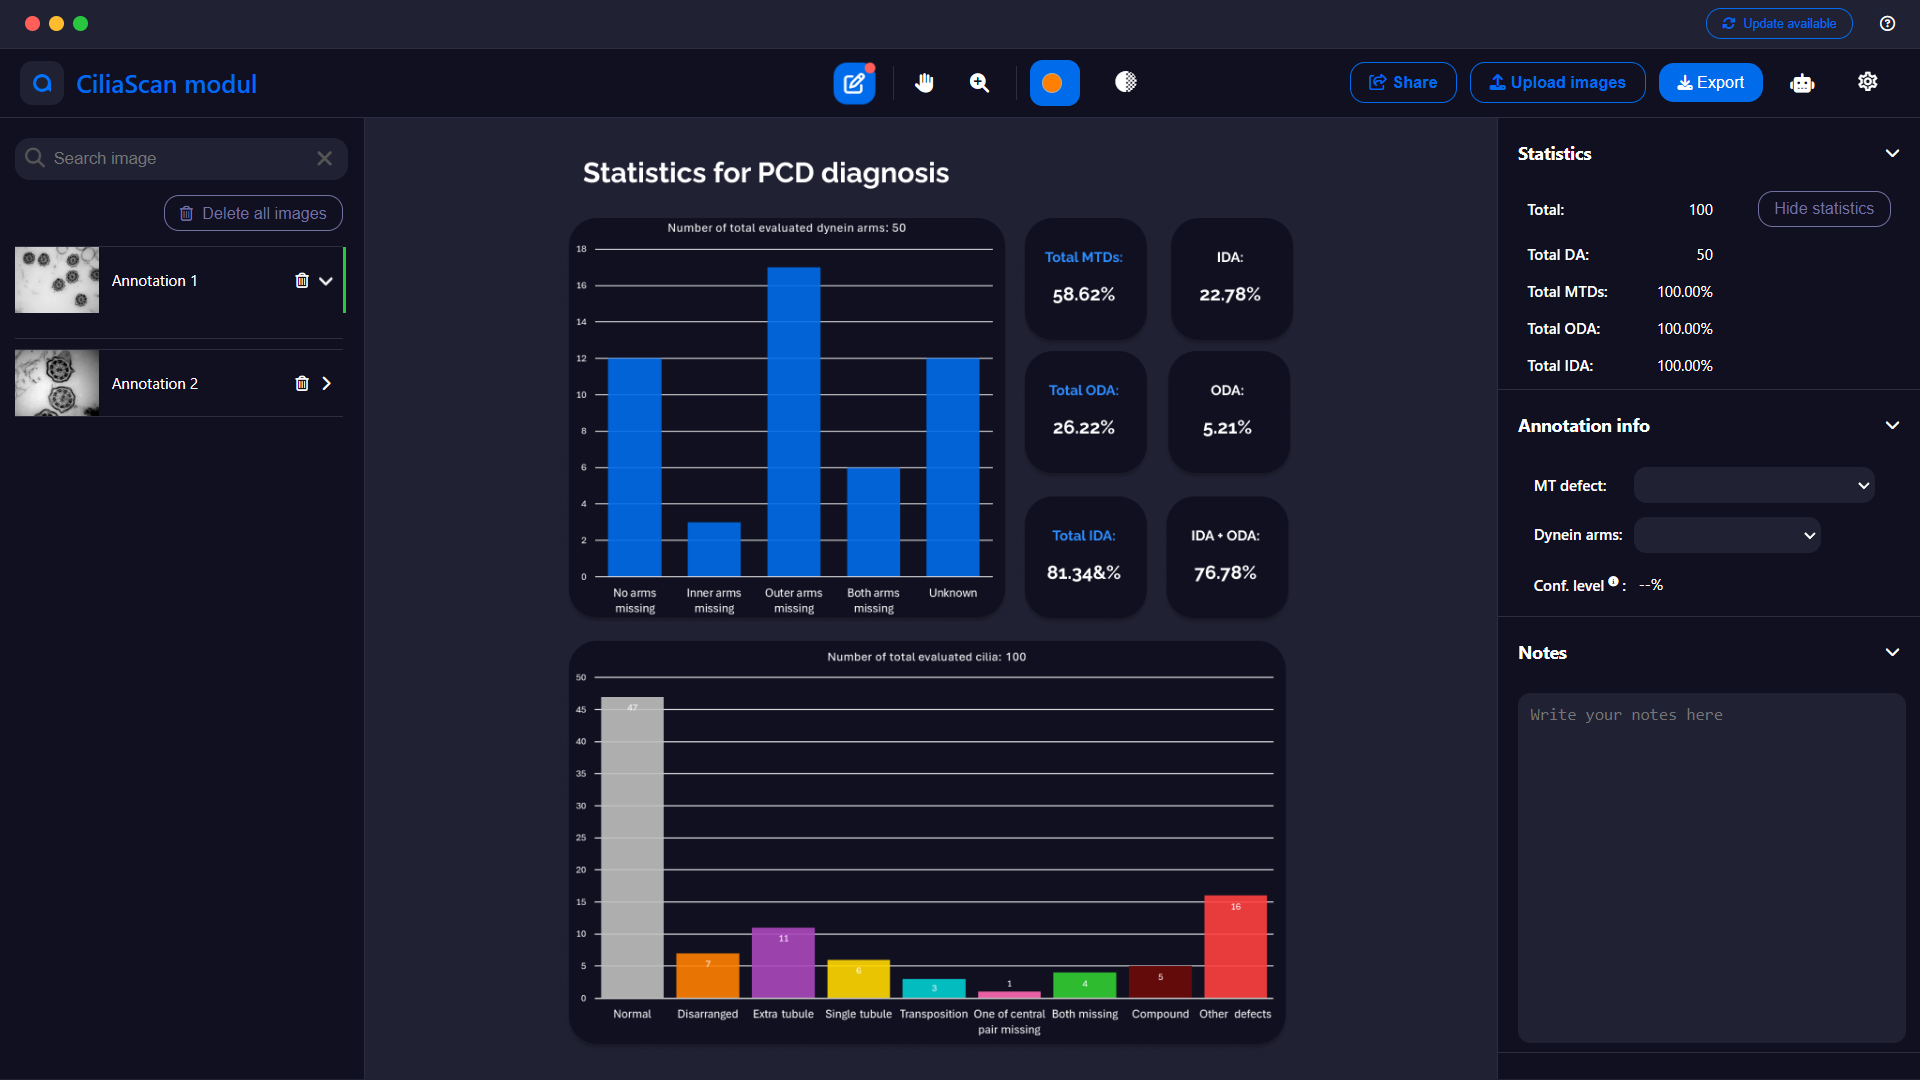 Update available
CiliaScan modul
Share
Upload images
Export
Search image
Delete all images
Annotation 1
Annotation 2
Statistics for PCD diagnosis
Number of total evaluated dynein arms: 50
18
16
14
12
10
8
6
4
2
0
No arms missing
Inner arms missing
Outer arms missing
Both arms missing
Unknown
Total MTDs:
58.62%
IDA:
22.78%
Total ODA:
26.22%
ODA:
5.21%
Total IDA:
81.34&%
IDA + ODA:
76.78%
Number of total evaluated cilia: 100
50
45
40
35
30
25
20
15
10
5
0
47
7
11
6
3
1
4
5
16
Normal
Disarranged
Extra tubule
Single tubule
Transposition
One of central pair missing
Both missing
Compound
Other defects
Statistics
Total: 100
Hide statistics
Total DA: 50
Total MTDs: 100.00%
Total ODA: 100.00%
Total IDA: 100.00%
Annotation info
MT defect:
Dynein arms:
Conf. level : --%
Notes
Write your notes here